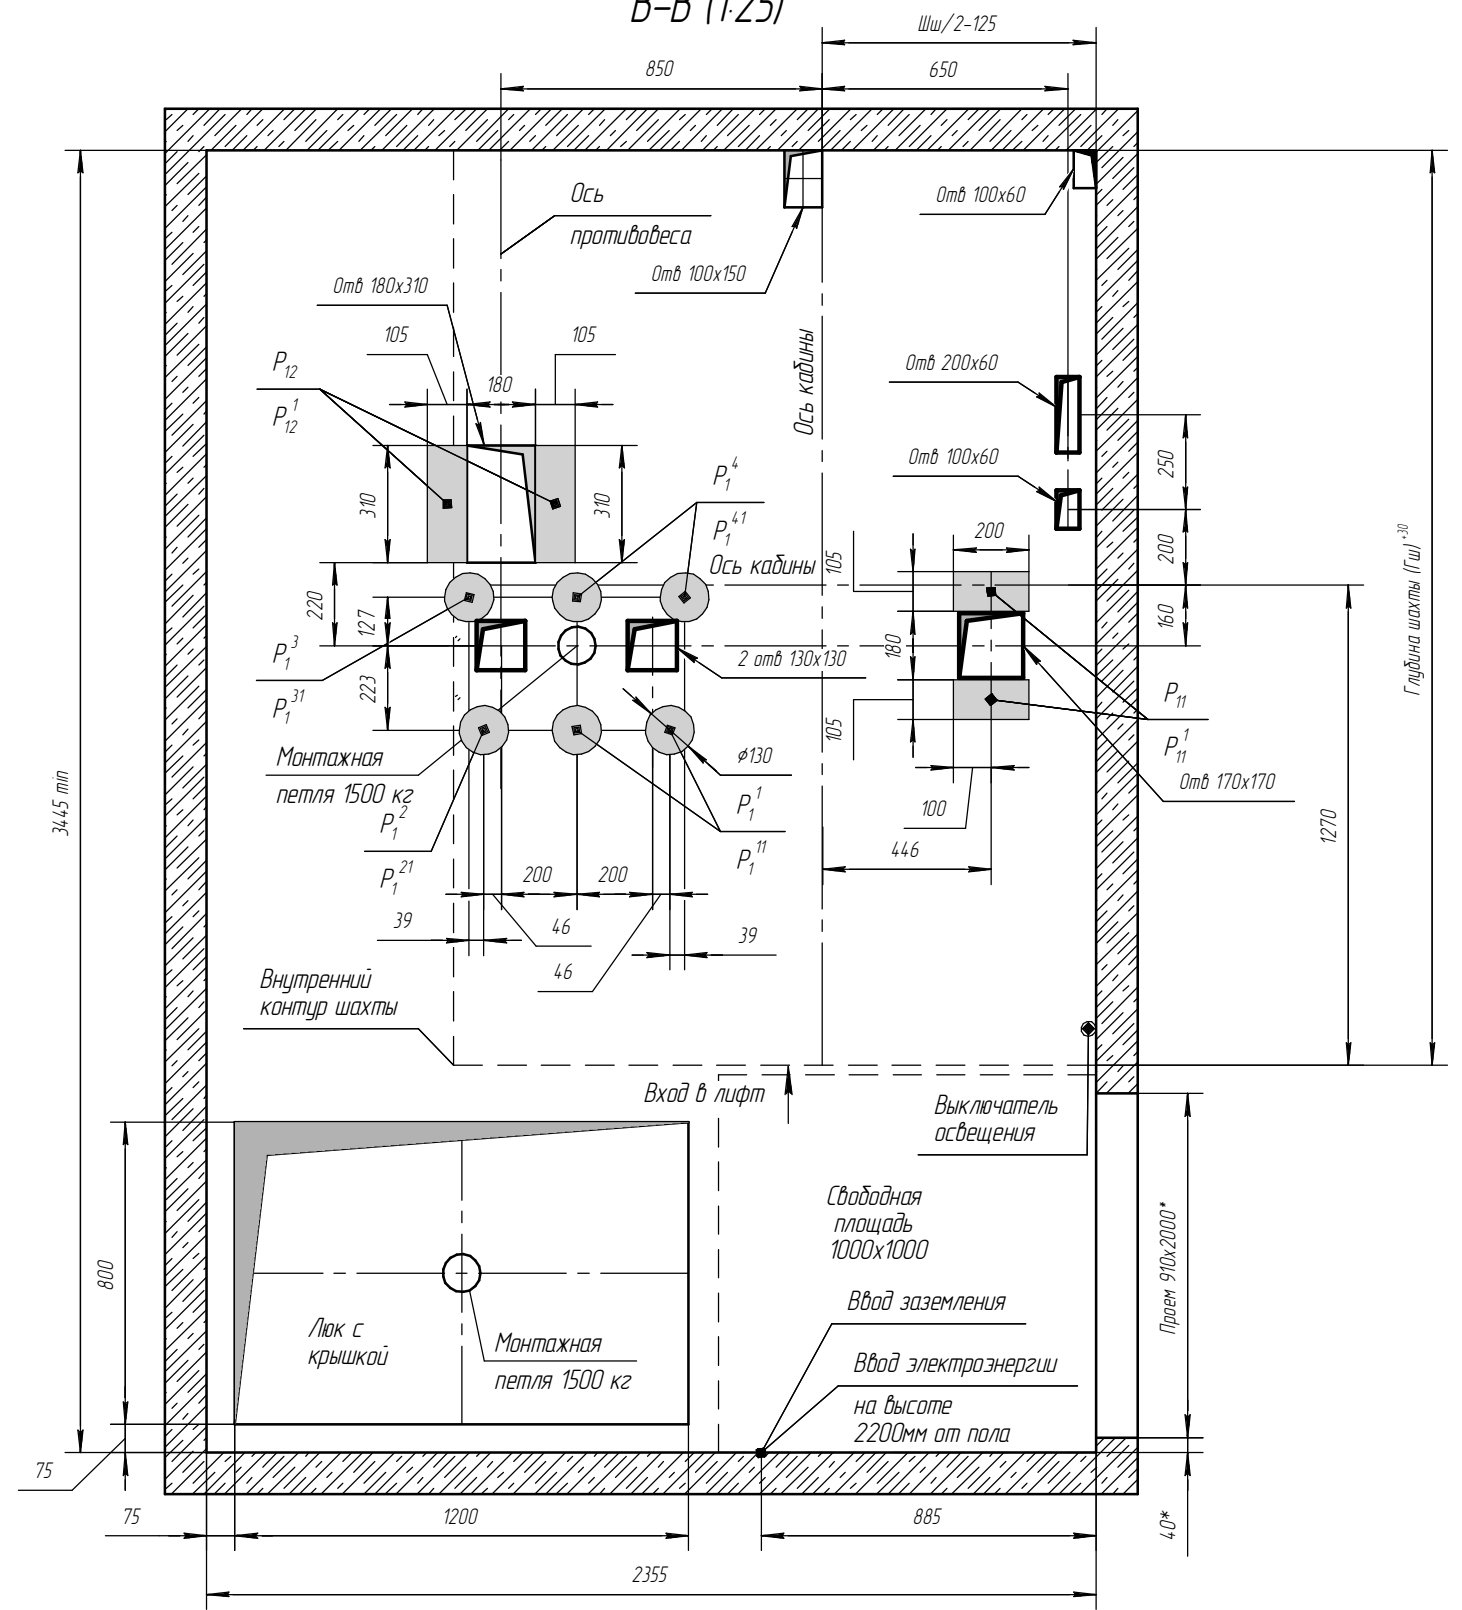 В–В (1:25)
Шш/2-125
850
650
Ось
противовеса
Отв 100х60
Отв 100х150
Отв 180х310
105
105
180
P12
P12 1
Ось кабины
Отв 200х60
Отв 100х60
250
200
160
310
310
P1 4
P1 41
Ось кабины
105
200
220
127
223
180
105
2 отв 130х130
P1 3
P1 31
P11
P11 1
Отв 170х170
Монтажная
петля 1500 кг
ϕ130
P1 1
P1 11
P1 2
P1 21
100
446
200
200
46
46
39
39
3445 min
1270
Глубина шахты (Гш)+30
Внутренний
контур шахты
Вход в лифт
Выключатель
освещения
Свободная
площадь
1000х1000
Проем 910х2000*
800
Ввод заземления
Люк с
крышкой
Монтажная
петля 1500 кг
Ввод электроэнергии
на высоте
2200мм от пола
75
75
1200
885
40*
2355